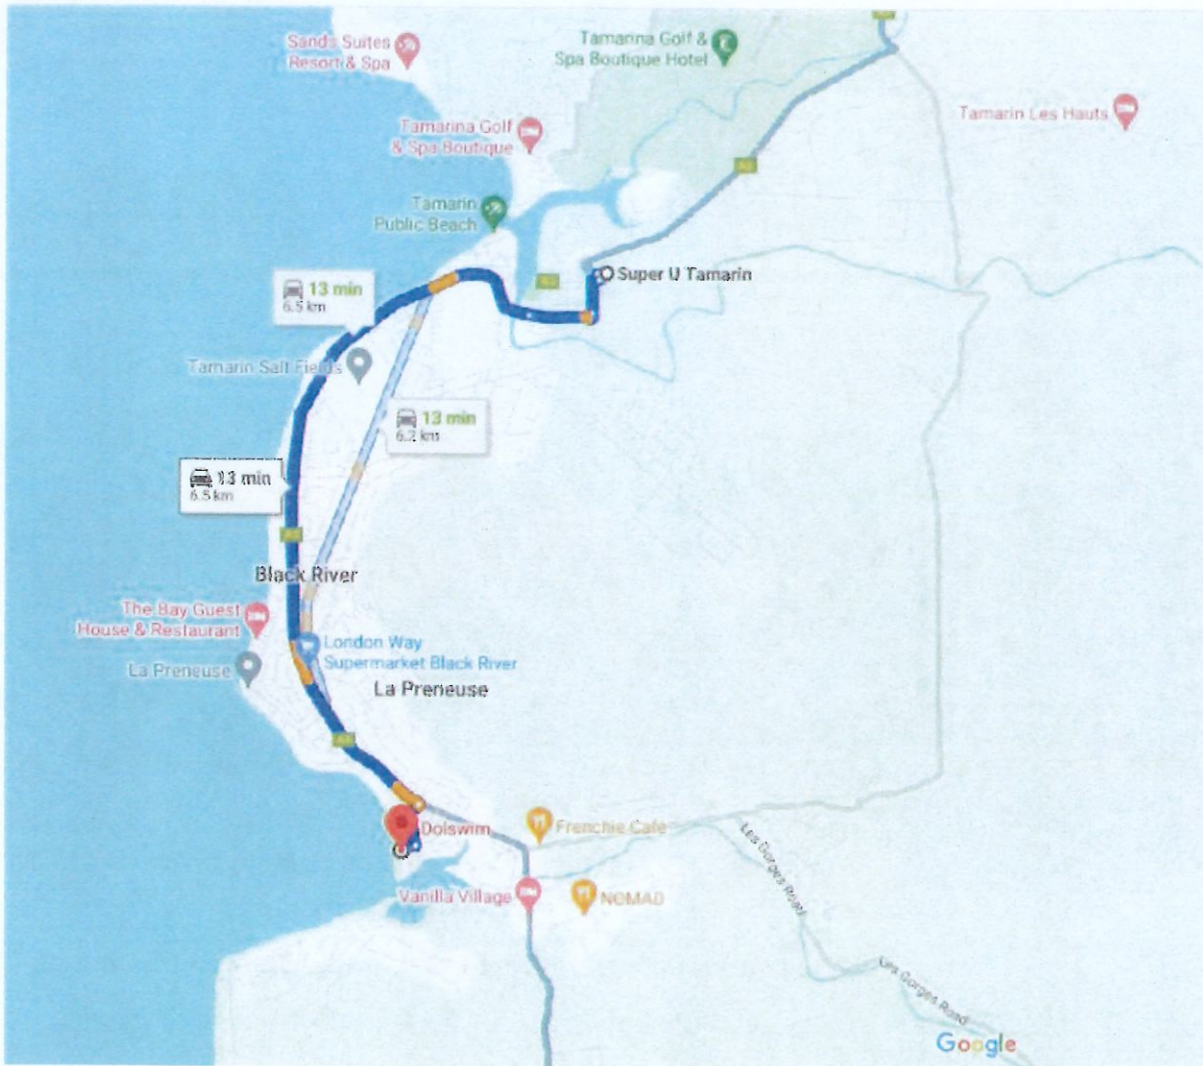 Sands Suites
Resort & Spa
Tamarina Golf &
Spa Boutique Hotel
Tamarin Les Hauts
Tamarina Golf
& Spa Boutique
Tamarin
Public Beach
Super U Tamarin
13 min
6.5 km
Tamarin Salt Fields
13 min
6.2 km
13 min
6.5 km
Black River
The Bay Guest
House & Restaurant
London Way
Supermarket Black River
La Preneuse
La Preneuse
Dolswim
Frenchie Cafe
Les Gorges Road
Vanilla Village
NOMAD
Les Gorges Road
Google